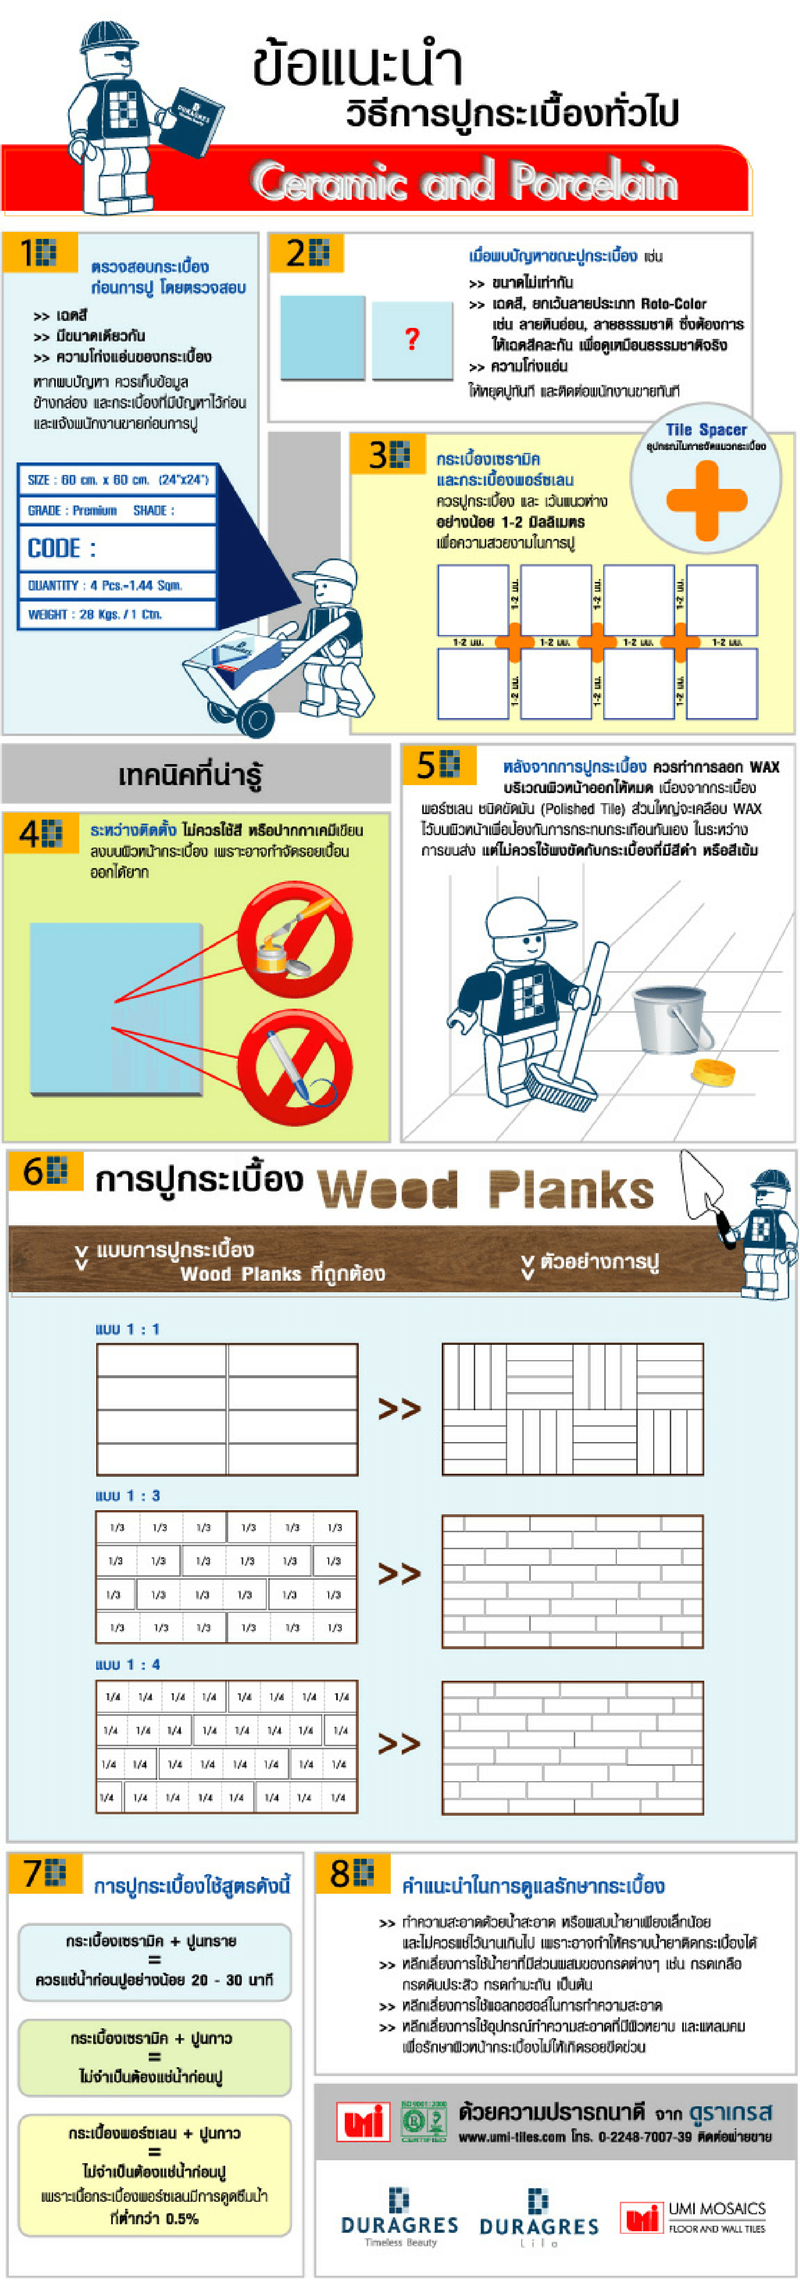 ข้อแนะนำ
วิธีการปูกระเบื้องทั่วไป
DURAGRES
Ceramic and Porcelain
1
ตรวจสอบกระเบื้อง
ก่อนการปู โดยตรวจสอบ
>> เฉดสี
>> มีขนาดเดียวกัน
>> ความโก่งแอ่นของกระเบื้อง
หากพบปัญหา ควรเก็บข้อมูล
ข้างกล่อง และกระเบื้องที่มีปัญหาไว้ก่อน
และแจ้งพนักงานขายก่อนการปู
SIZE : 60 cm. x 60 cm. (24"x24")
GRADE : Premium SHADE :
CODE :
QUANTITY : 4 Pcs.-1.44 Sqm.
WEIGHT : 28 Kgs. / 1 Ctn.
DURAGRES
2
?
เมื่อพบปัญหาขณะปูกระเบื้อง เช่น
>> ขนาดไม่เท่ากัน
>> เฉดสี, ยกเว้นลายประเภท Roto-Color
เช่น ลายหินอ่อน, ลายธรรมชาติ ซึ่งต้องการ
ให้เฉดสีคละกัน เพื่อดูเหมือนธรรมชาติจริง
>> ความโก่งแอ่น
ให้หยุดปูทันที และติดต่อพนักงานขายทันที
3
กระเบื้องเซรามิค
และกระเบื้องพอร์ซเลน
ควรปูกระเบื้อง และ เว้นแนวห่าง
อย่างน้อย 1-2 มิลลิเมตร
เพื่อความสวยงามในการปู
Tile Spacer
อุปกรณ์ในการจัดแนวกระเบื้อง
1-2 มม. 1-2 มม. 1-2 มม.
1-2 มม. 1-2 มม. 1-2 มม. 1-2 มม.
1-2 มม. 1-2 มม. 1-2 มม.
เทคนิคที่น่ารู้
4
ระหว่างติดตั้ง ไม่ควรใช้สี หรือปากกาเคมีเขียน
ลงบนผิวหน้ากระเบื้อง เพราะอาจกำจัดรอยเปื้อน
ออกได้ยาก
5
หลังจากการปูกระเบื้อง ควรทำการลอก WAX
บริเวณผิวหน้าออกให้หมด เนื่องจากกระเบื้อง
พอร์ซเลน ชนิดขัดมัน (Polished Tile) ส่วนใหญ่จะเคลือบ WAX
ไว้บนผิวหน้าเพื่อป้องกันการกระทบกระเทือนกันเอง ในระหว่าง
การขนส่ง แต่ไม่ควรใช้ผงขัดกับกระเบื้องที่มีสีดำ หรือสีเข้ม
6
การปูกระเบื้อง Wood Planks
แบบการปูกระเบื้อง
Wood Planks ที่ถูกต้อง
ตัวอย่างการปู
แบบ 1 : 1
>>
แบบ 1 : 3
1/3 1/3 1/3 1/3 1/3 1/3
1/3 1/3 1/3 1/3 1/3 1/3
1/3 1/3 1/3 1/3 1/3 1/3
1/3 1/3 1/3 1/3 1/3 1/3
>>
แบบ 1 : 4
1/4 1/4 1/4 1/4 1/4 1/4 1/4 1/4
1/4 1/4 1/4 1/4 1/4 1/4 1/4 1/4
1/4 1/4 1/4 1/4 1/4 1/4 1/4 1/4
1/4 1/4 1/4 1/4 1/4 1/4 1/4 1/4
>>
7
การปูกระเบื้องใช้สูตรดังนี้
กระเบื้องเซรามิค + ปูนทราย
=
ควรแช่น้ำก่อนปูอย่างน้อย 20 - 30 นาที
กระเบื้องเซรามิค + ปูนกาว
=
ไม่จำเป็นต้องแช่น้ำก่อนปู
กระเบื้องพอร์ซเลน + ปูนกาว
=
ไม่จำเป็นต้องแช่น้ำก่อนปู
เพราะเนื้อกระเบื้องพอร์ซเลนมีการดูดซึมน้ำ
ที่ต่ำกว่า 0.5%
8
คำแนะนำในการดูแลรักษากระเบื้อง
>> ทำความสะอาดด้วยน้ำสะอาด หรือผสมน้ำยาเพียงเล็กน้อย
และไม่ควรแช่ไว้นานเกินไป เพราะอาจทำให้คราบน้ำยาติดกระเบื้องได้
>> หลีกเลี่ยงการใช้น้ำยาที่มีส่วนผสมของกรดต่างๆ เช่น กรดเกลือ
กรดดินประสิว กรดกำมะถัน เป็นต้น
>> หลีกเลี่ยงการใช้แอลกอฮอล์ในการทำความสะอาด
>> หลีกเลี่ยงการใช้อุปกรณ์ทำความสะอาดที่มีผิวหยาบ และแหลมคม
เพื่อรักษาผิวหน้ากระเบื้องไม่ให้เกิดรอยขีดข่วน
umi
ISO 9001:2000
CERTIFIED
ด้วยความปรารถนาดี จาก ดูราเกรส
www.umi-tiles.com โทร. 0-2248-7007-39 ติดต่อฝ่ายขาย
DURAGRES
Timeless Beauty
DURAGRES
Lila
umi
UMI MOSAICS
FLOOR AND WALL TILES